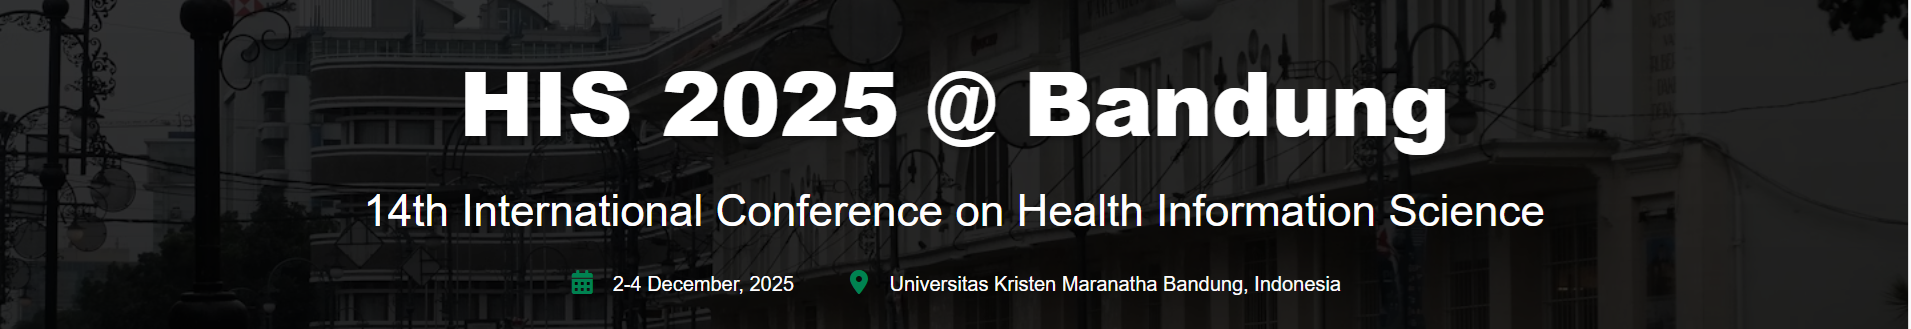 HIS 2025 @ Bandung
14th International Conference on Health Information Science
2-4 December, 2025 Universitas Kristen Maranatha Bandung, Indonesia